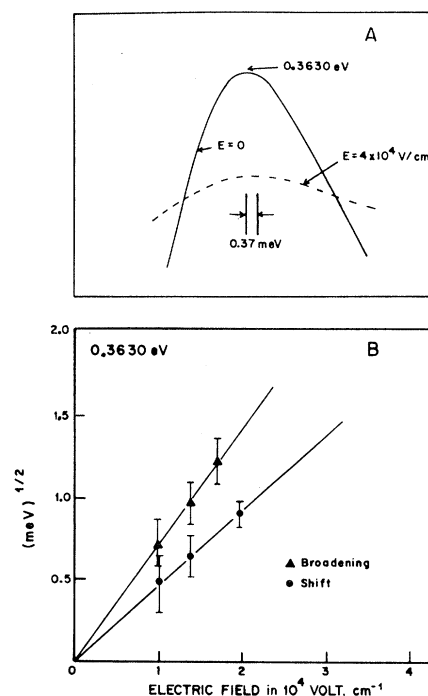 A
0.3630 eV
E = 0
E = 4 x 10⁴ V/cm
0.37 meV
0.3630 eV
B
2.0
1.5
1.0
0.5
0
(meV) 1/2
▲ Broadening
● Shift
0 1 2 3 4
ELECTRIC FIELD in 10⁴ VOLT. cm⁻¹